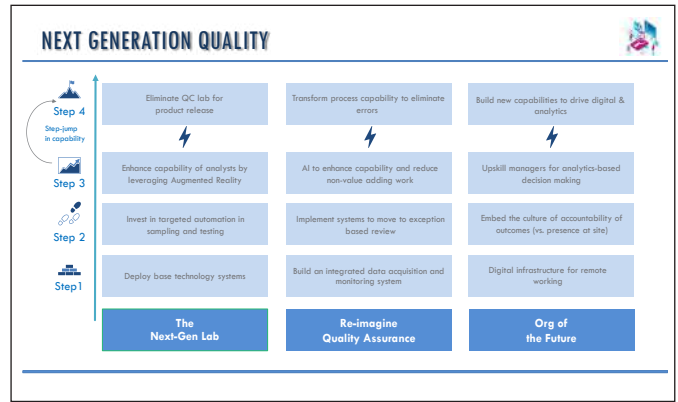 NEXT GENERATION QUALITY
Step 4
Step-jump
in capability
Step 3
Step 2
Step1
Eliminate QC lab for
product release
Transform process capability to eliminate
errors
Build new capabilities to drive digital &
analytics
Enhance capability of analysts by
leveraging Augmented Reality
AI to enhance capability and reduce
non-value adding work
Upskill managers for analytics-based
decision making
Invest in targeted automation in
sampling and testing
Implement systems to move to exception
based review
Embed the culture of accountability of
outcomes (vs. presence at site)
Deploy base technology systems
Build an integrated data acquisition and
monitoring system
Digital infrastructure for remote
working
The
Next-Gen Lab
Re-imagine
Quality Assurance
Org of
the Future